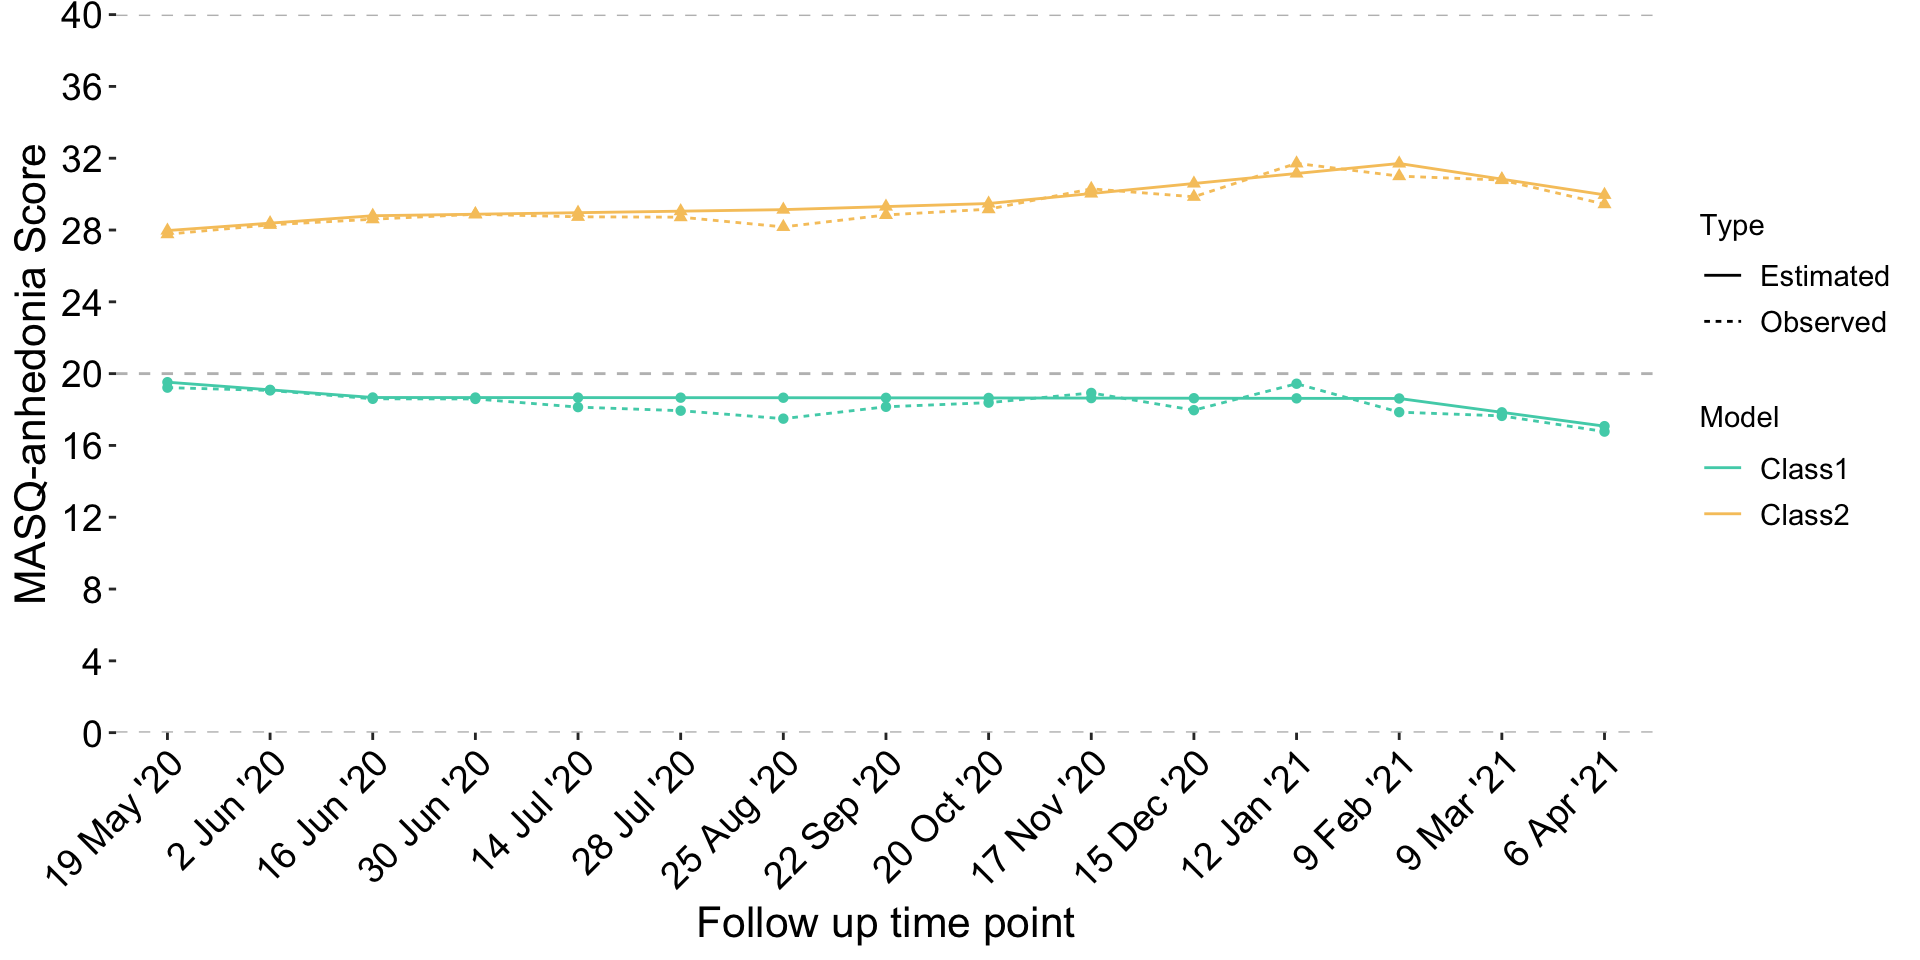 MASQ-anhedonia Score
40
36
32
28
24
20
16
12
8
4
0
19 May '20
2 Jun '20
16 Jun '20
30 Jun '20
14 Jul '20
28 Jul '20
25 Aug '20
22 Sep '20
20 Oct '20
17 Nov '20
15 Dec '20
12 Jan '21
9 Feb '21
9 Mar '21
6 Apr '21
Follow up time point
Type
Estimated
Observed
Model
Class1
Class2